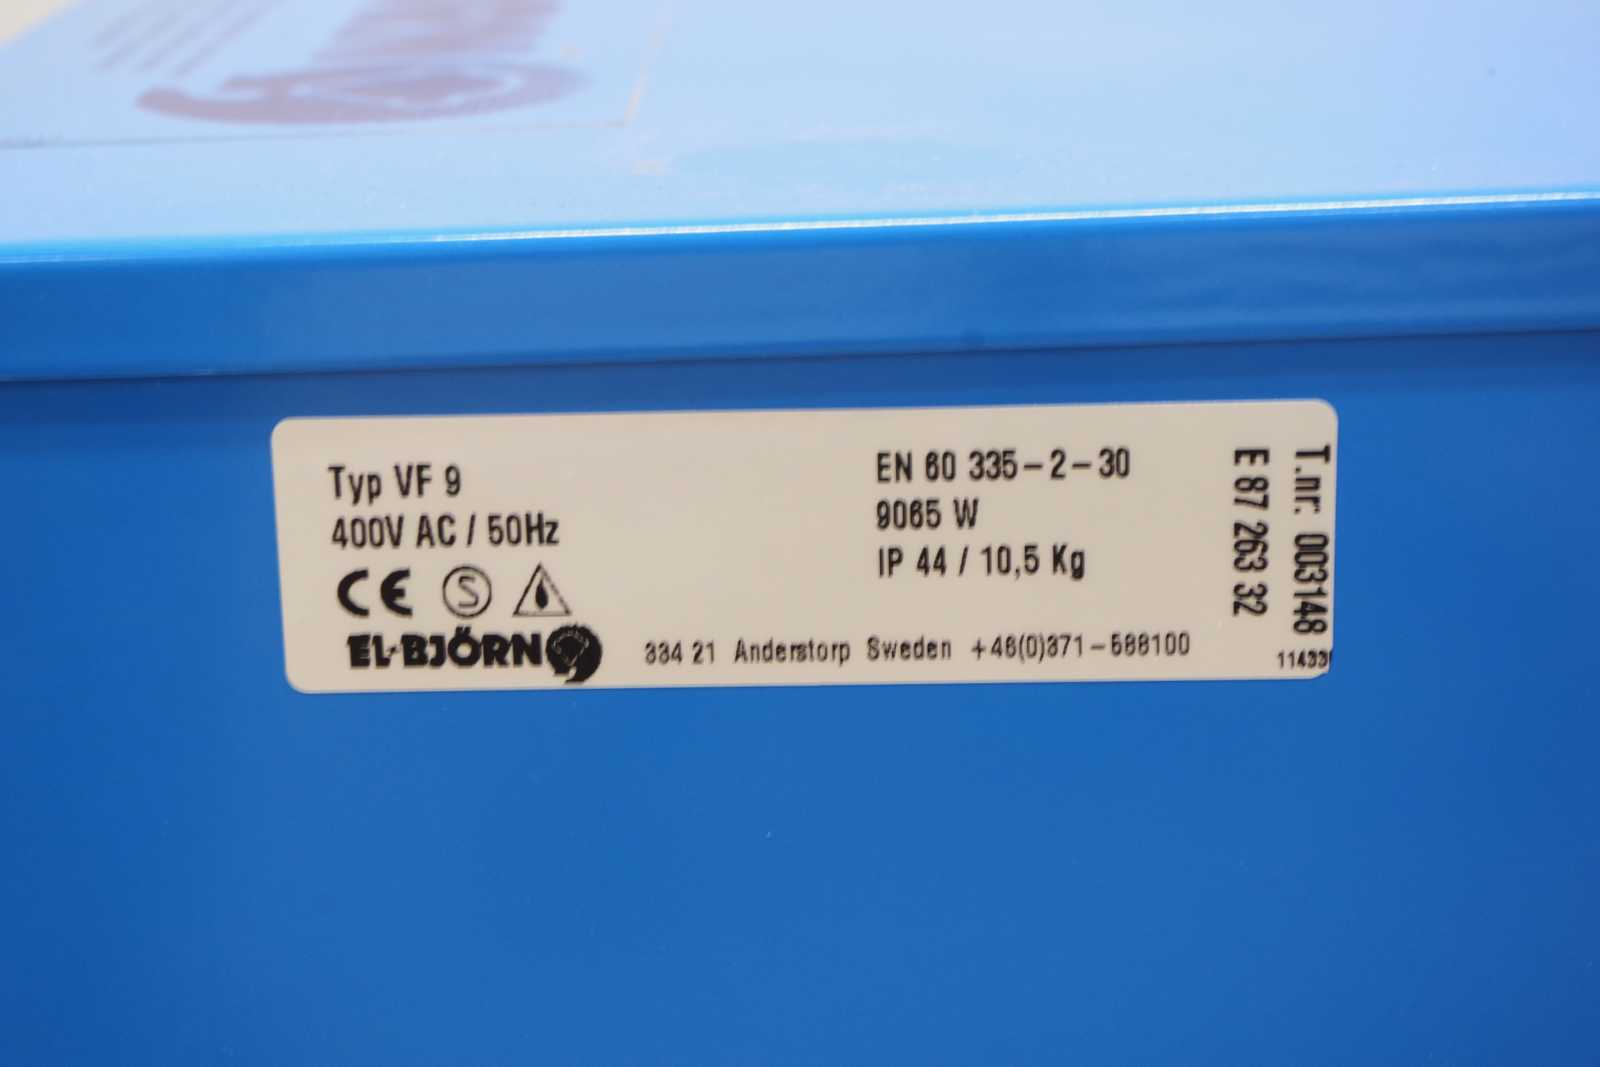 Typ VF 9
400V AC / 50Hz
CE S
EL-BJÖRN
EN 60 335-2-30
9065 W
IP 44 / 10,5 Kg
334 21 Anderstorp Sweden +46(0)371-588100
T.nr: 003148
E 87 263 32